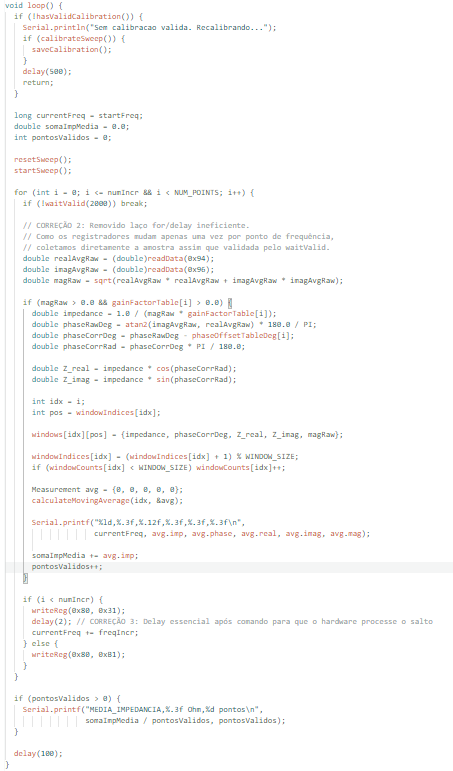 void loop() {
  if (!hasValidCalibration()) {
    Serial.println("Sem calibracao valida. Recalibrando...");
    if (calibrateSweep()) {
      saveCalibration();
    }
    delay(500);
    return;
  }

  long currentFreq = startFreq;
  double somaImpMedia = 0.0;
  int pontosValidos = 0;

  resetSweep();
  startSweep();

  for (int i = 0; i <= numIncr && i < NUM_POINTS; i++) {
    if (!waitValid(2000)) break;

    // CORREÇÃO 2: Removido laço for/delay ineficiente.
    // Como os registradores mudam apenas uma vez por ponto de frequência,
    // coletamos diretamente a amostra assim que validada pelo waitValid.
    double realAvgRaw = (double)readData(0x94);
    double imagAvgRaw = (double)readData(0x96);
    double magRaw = sqrt(realAvgRaw * realAvgRaw + imagAvgRaw * imagAvgRaw);

    if (magRaw > 0.0 && gainFactorTable[i] > 0.0) {
      double impedance = 1.0 / (magRaw * gainFactorTable[i]);
      double phaseRawDeg = atan2(imagAvgRaw, realAvgRaw) * 180.0 / PI;
      double phaseCorrDeg = phaseRawDeg - phaseOffsetTableDeg[i];
      double phaseCorrRad = phaseCorrDeg * PI / 180.0;

      double Z_real = impedance * cos(phaseCorrRad);
      double Z_imag = impedance * sin(phaseCorrRad);

      int idx = i;
      int pos = windowIndices[idx];

      windows[idx][pos] = {impedance, phaseCorrDeg, Z_real, Z_imag, magRaw};

      windowIndices[idx] = (windowIndices[idx] + 1) % WINDOW_SIZE;
      if (windowCounts[idx] < WINDOW_SIZE) windowCounts[idx]++;

      Measurement avg = {0, 0, 0, 0, 0};
      calculateMovingAverage(idx, &avg);

      Serial.printf("%ld,%.3f,%.12f,%.3f,%.3f,%.3f\n",
                    currentFreq, avg.imp, avg.phase, avg.real, avg.imag, avg.mag);

      somaImpMedia += avg.imp;
      pontosValidos++;
    }

    if (i < numIncr) {
      writeReg(0x80, 0x31);
      delay(2); // CORREÇÃO 3: Delay essencial após comando para que o hardware processe o salto
      currentFreq += freqIncr;
    } else {
      writeReg(0x80, 0xB1);
    }
  }

  if (pontosValidos > 0) {
    Serial.printf("MEDIA_IMPEDANCIA,%.3f Ohm,%d pontos\n",
                  somaImpMedia / pontosValidos, pontosValidos);
  }

  delay(100);
}